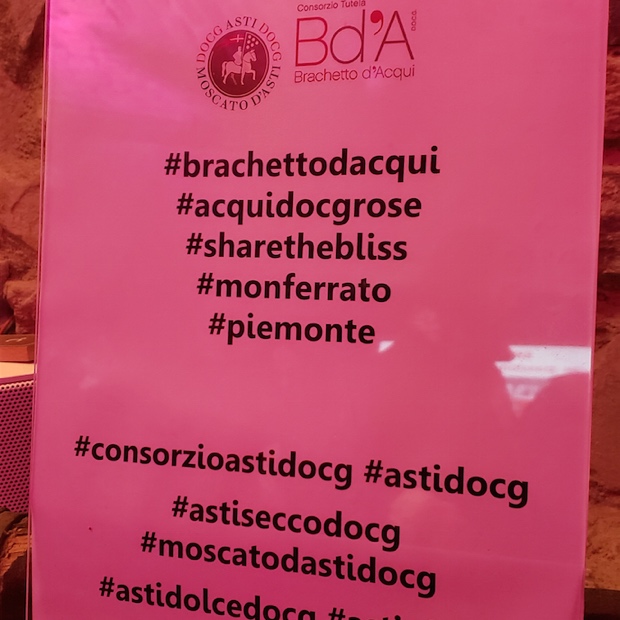 DOCG ASTI DOCG
MOSCATO D'ASTI
Consorzio Tutela
Bd'A
DOCG
Brachetto d'Acqui
#brachettodacqui
#acquidocgrose
#sharethebliss
#monferrato
#piemonte
#consorzioastidocg #astidocg
#astiseccodocg
#moscatodastidocg
#astidolcedocg